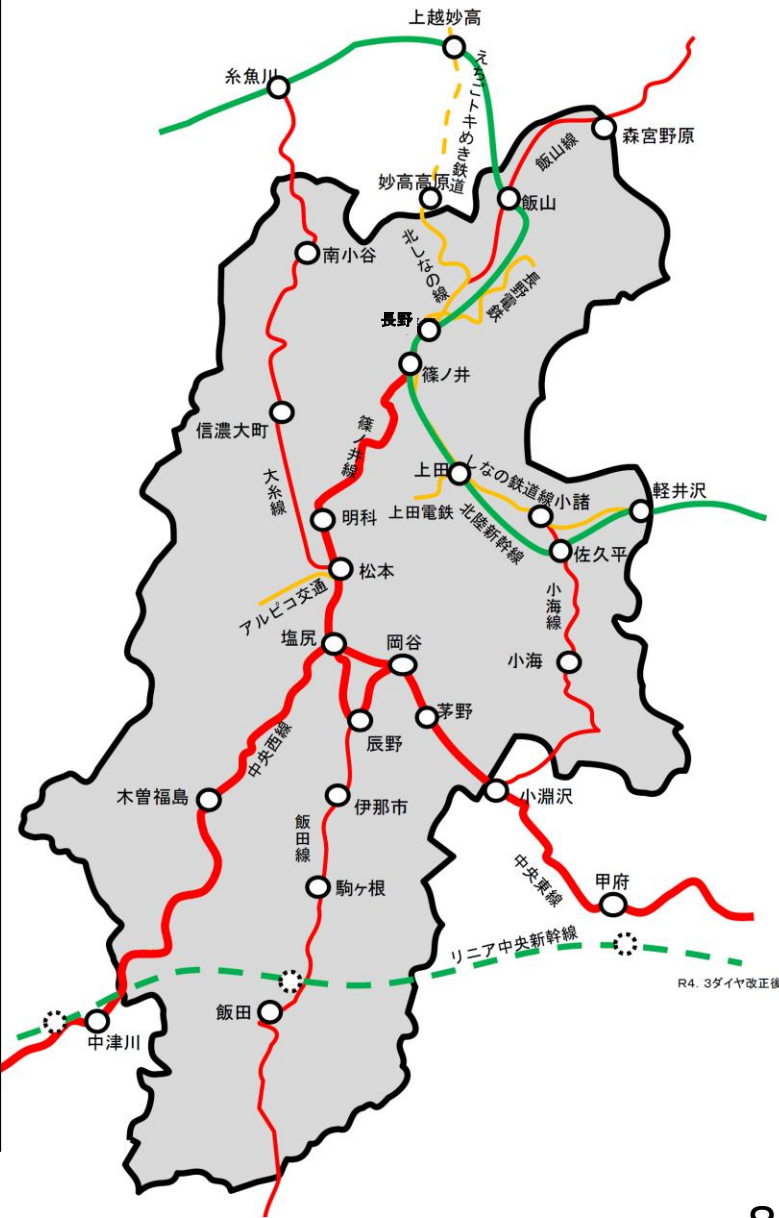 上越妙高
糸魚川
えちごトキめき鉄道
森宮野原
飯山線
妙高高原
飯山
北しなの線
南小谷
長野電鉄
長野
篠ノ井
信濃大町
篠ノ井線
大糸線
上田
しなの鉄道線
小諸
軽井沢
上田電鉄
北陸新幹線
明科
佐久平
松本
アルピコ交通
小海線
塩尻
岡谷
小海
茅野
辰野
中央西線
木曽福島
伊那市
小淵沢
飯田線
中央東線
駒ヶ根
甲府
リニア中央新幹線
R4. 3ダイヤ改正後
飯田
中津川